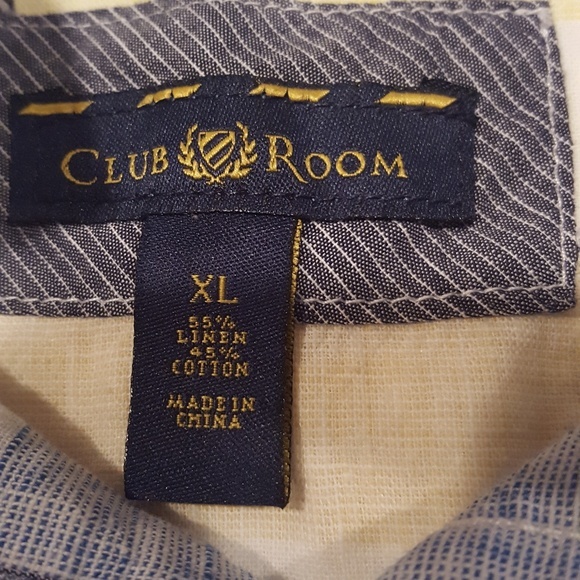 CLUB ROOM
XL
55%
LINEN
45%
COTTON
MADE IN
CHINA